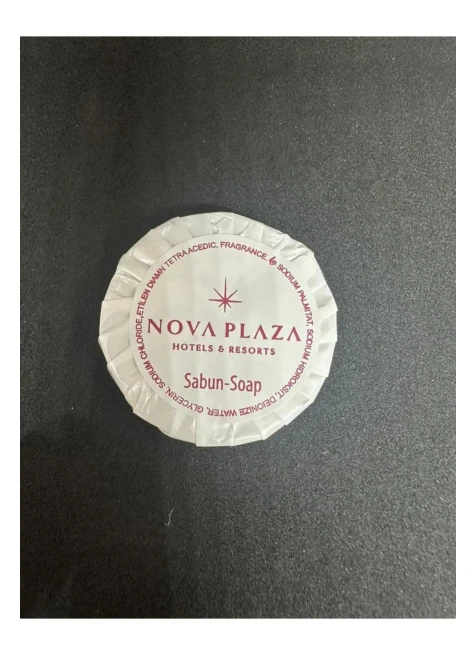 NOVA PLAZA
HOTELS & RESORTS
Sabun-Soap
SODIUM PALMITAT, SODIUM HIDROKSIT, DEIONIZE WATER, GLYCERIN, SODIUM CHLORIDE, ETILEN DIAMIN TETRA ACEDIC, FRAGRANCE